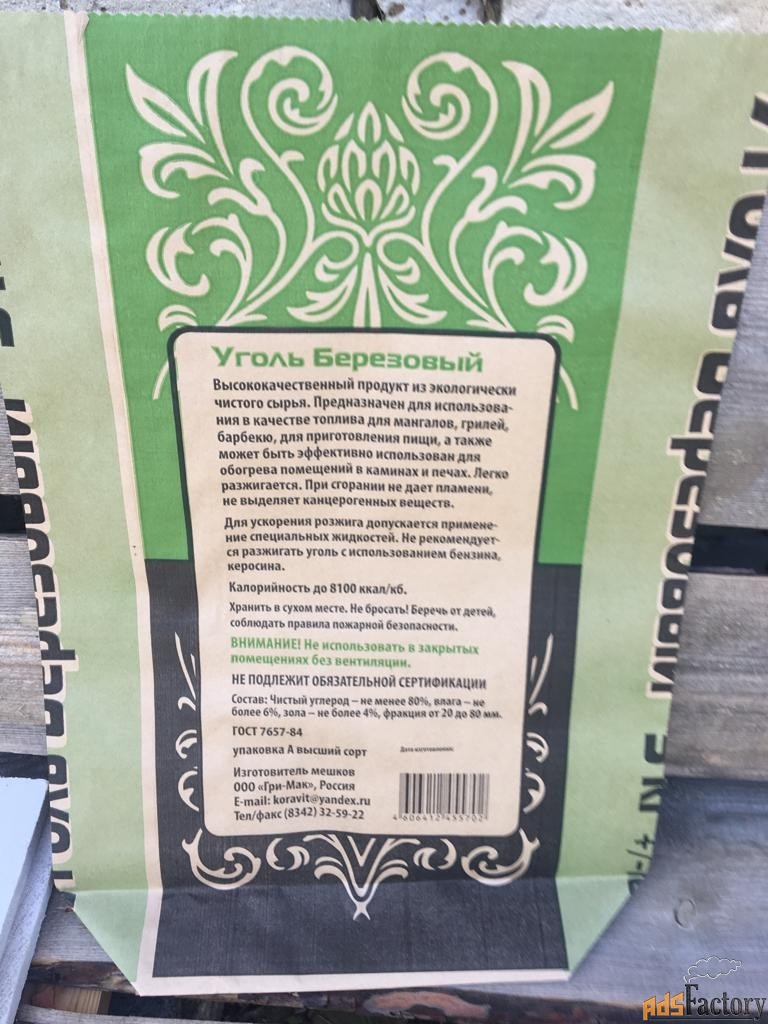 Уголь Березовый
Высококачественный продукт из экологически
чистого сырья. Предназначен для использова-
ния в качестве топлива для мангалов, грилей,
барбекю, для приготовления пищи, а также
может быть эффективно использован для
обогрева помещений в каминах и печах. Легко
разжигается. При сгорании не дает пламени,
не выделяет канцерогенных веществ.
Для ускорения розжига допускается примене-
ние специальных жидкостей. Не рекомендует-
ся разжигать уголь с использованием бензина,
керосина.
Калорийность до 8100 ккал/кб.
Хранить в сухом месте. Не бросать! Беречь от детей,
соблюдать правила пожарной безопасности.
ВНИМАНИЕ! Не использовать в закрытых
помещениях без вентиляции.
НЕ ПОДЛЕЖИТ ОБЯЗАТЕЛЬНОЙ СЕРТИФИКАЦИИ
Состав: Чистый углерод – не менее 80%, влага – не
более 6%, зола – не более 4%, фракция от 20 до 80 мм.
ГОСТ 7657-84
упаковка А высший сорт
Дата изготовления:
Изготовитель мешков
ООО «Гри-Мак», Россия
E-mail: koravit@yandex.ru
Тел/факс (8342) 32-59-22
4 606412 455702
adsFactory